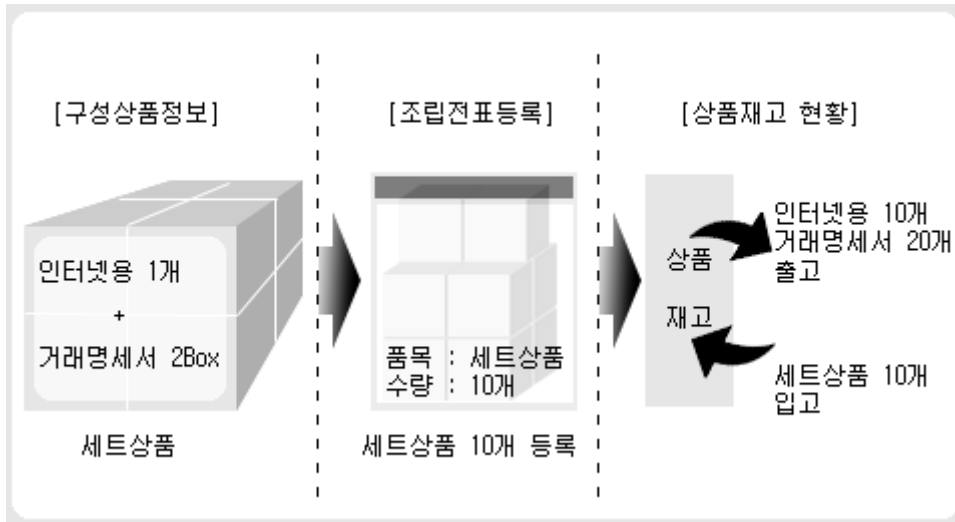 [구성상품정보]
인터넷용 1개
+
거래명세서 2Box
세트상품
[조립전표등록]
품목 : 세트상품
수량 : 10개
세트상품 10개 등록
[상품재고 현황]
상품
재고
인터넷용 10개
거래명세서 20개
출고
세트상품 10개
입고